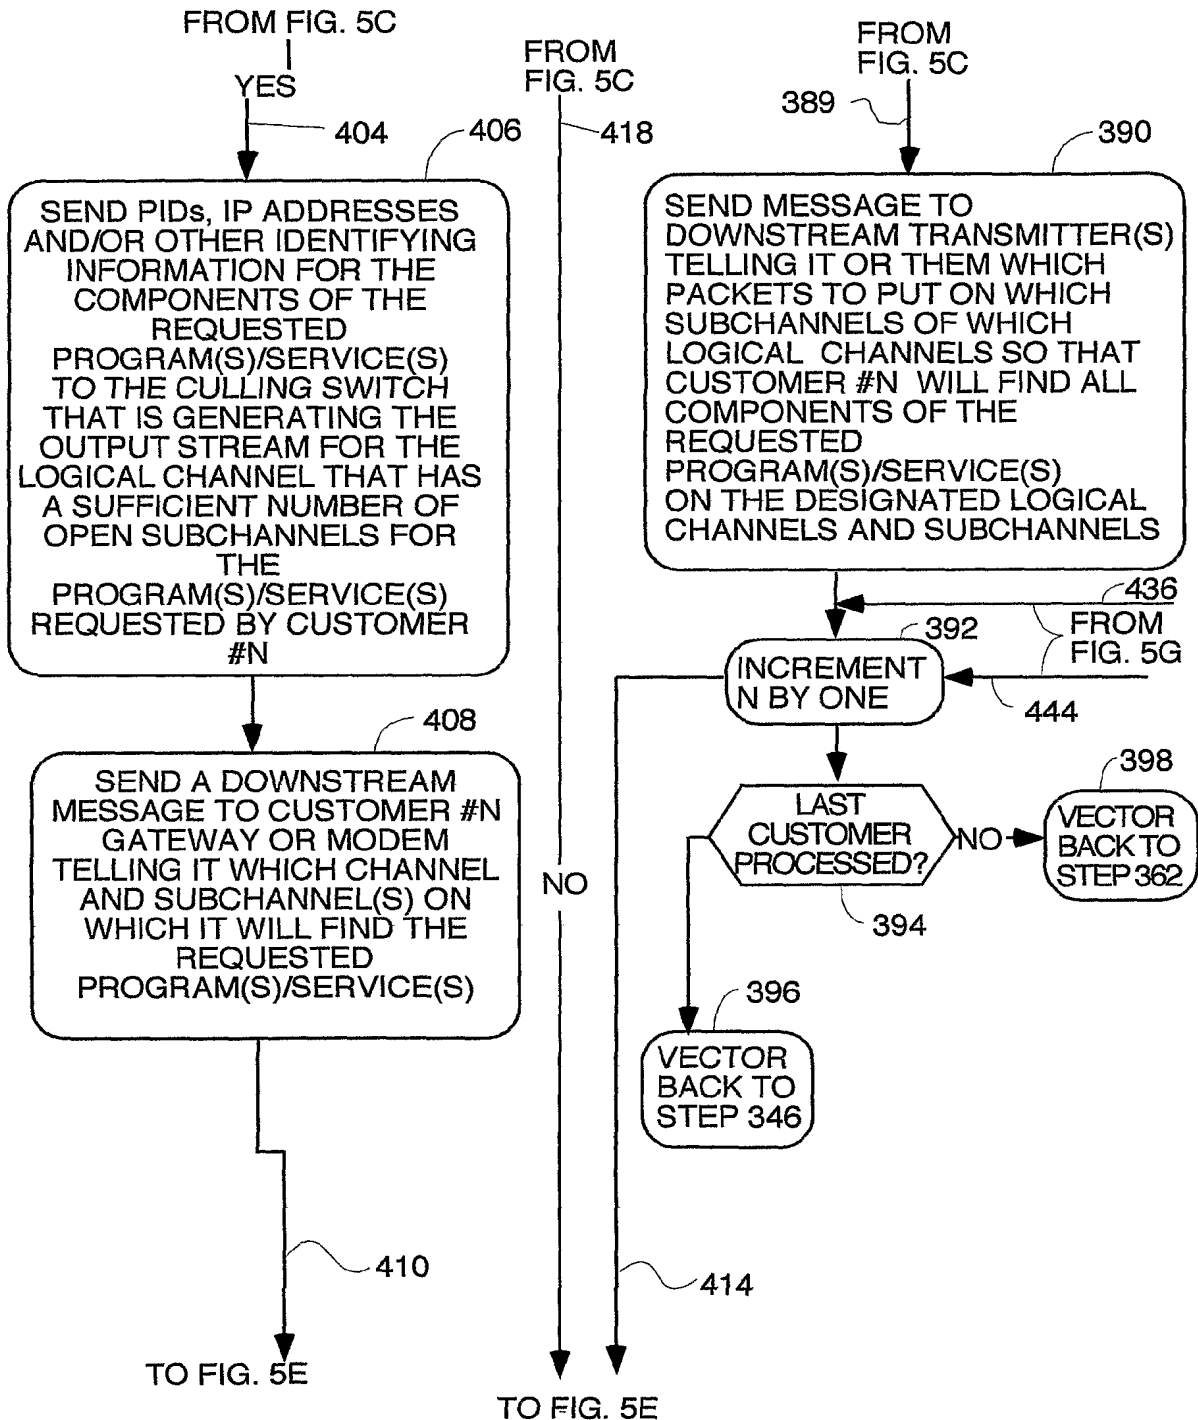 FROM FIG. 5C
YES
404
406
SEND PIDs, IP ADDRESSES
AND/OR OTHER IDENTIFYING
INFORMATION FOR THE
COMPONENTS OF THE
REQUESTED
PROGRAM(S)/SERVICE(S)
TO THE CULLING SWITCH
THAT IS GENERATING THE
OUTPUT STREAM FOR THE
LOGICAL CHANNEL THAT HAS
A SUFFICIENT NUMBER OF
OPEN SUBCHANNELS FOR
THE
PROGRAM(S)/SERVICE(S)
REQUESTED BY CUSTOMER
#N
408
SEND A DOWNSTREAM
MESSAGE TO CUSTOMER #N
GATEWAY OR MODEM
TELLING IT WHICH CHANNEL
AND SUBCHANNEL(S) ON
WHICH IT WILL FIND THE
REQUESTED
PROGRAM(S)/SERVICE(S)
410
TO FIG. 5E
FROM
FIG. 5C
418
NO
TO FIG. 5E
FROM
FIG. 5C
389
390
SEND MESSAGE TO
DOWNSTREAM TRANSMITTER(S)
TELLING IT OR THEM WHICH
PACKETS TO PUT ON WHICH
SUBCHANNELS OF WHICH
LOGICAL CHANNELS SO THAT
CUSTOMER #N WILL FIND ALL
COMPONENTS OF THE
REQUESTED
PROGRAM(S)/SERVICE(S)
ON THE DESIGNATED LOGICAL
CHANNELS AND SUBCHANNELS
436
392
FROM
FIG. 5G
INCREMENT
N BY ONE
444
398
LAST
CUSTOMER
PROCESSED?
NO
VECTOR
BACK TO
STEP 362
394
396
VECTOR
BACK TO
STEP 346
414